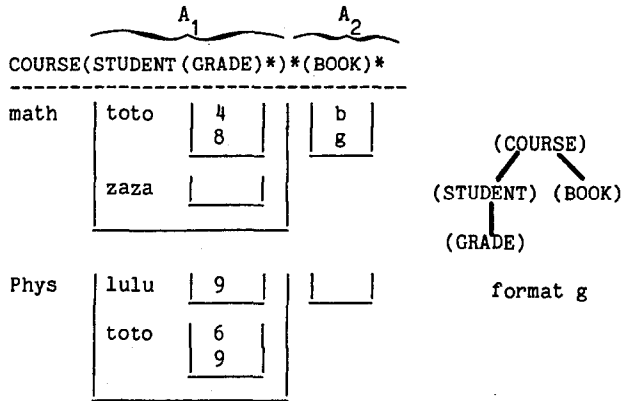 A1 A2
COURSE(STUDENT(GRADE)*)*(BOOK)*
math toto 4 b
8 g
(COURSE)
zaza
(STUDENT) (BOOK)
(GRADE)
Phys lulu 9
format g
toto 6
9